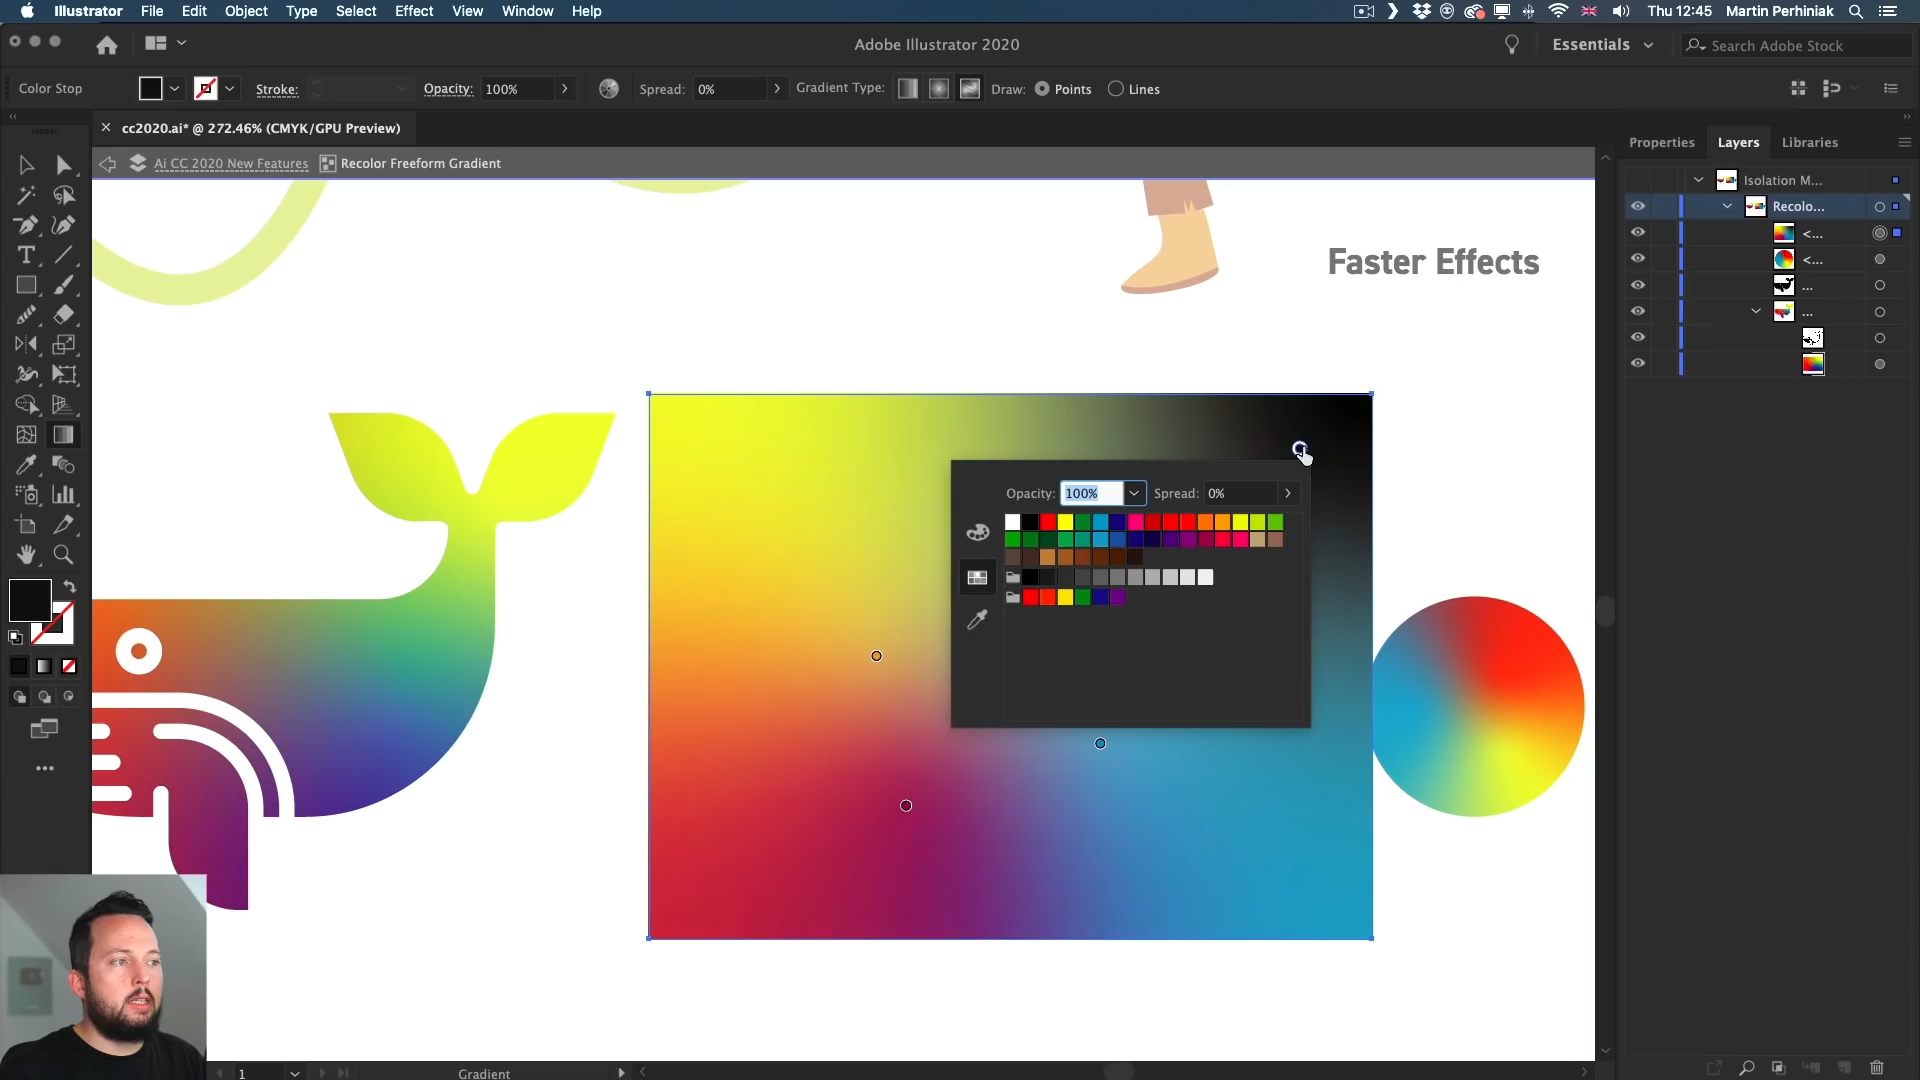 Illustrator File Edit Object Type Select Effect View Window Help Thu 12:45 Martin Perhiniak
Adobe Illustrator 2020 Essentials Search Adobe Stock
Color Stop Stroke: Opacity: 100% Spread: 0% Gradient Type: Draw: Points Lines
cc2020.ai* @ 272.46% (CMYK/GPU Preview)
Properties Layers Libraries
Ai CC 2020 New Features Recolor Freeform Gradient
Isolation M...
Recolo...
<...
<...
...
...
Faster Effects
Opacity: 100% Spread: 0%
1 Gradient